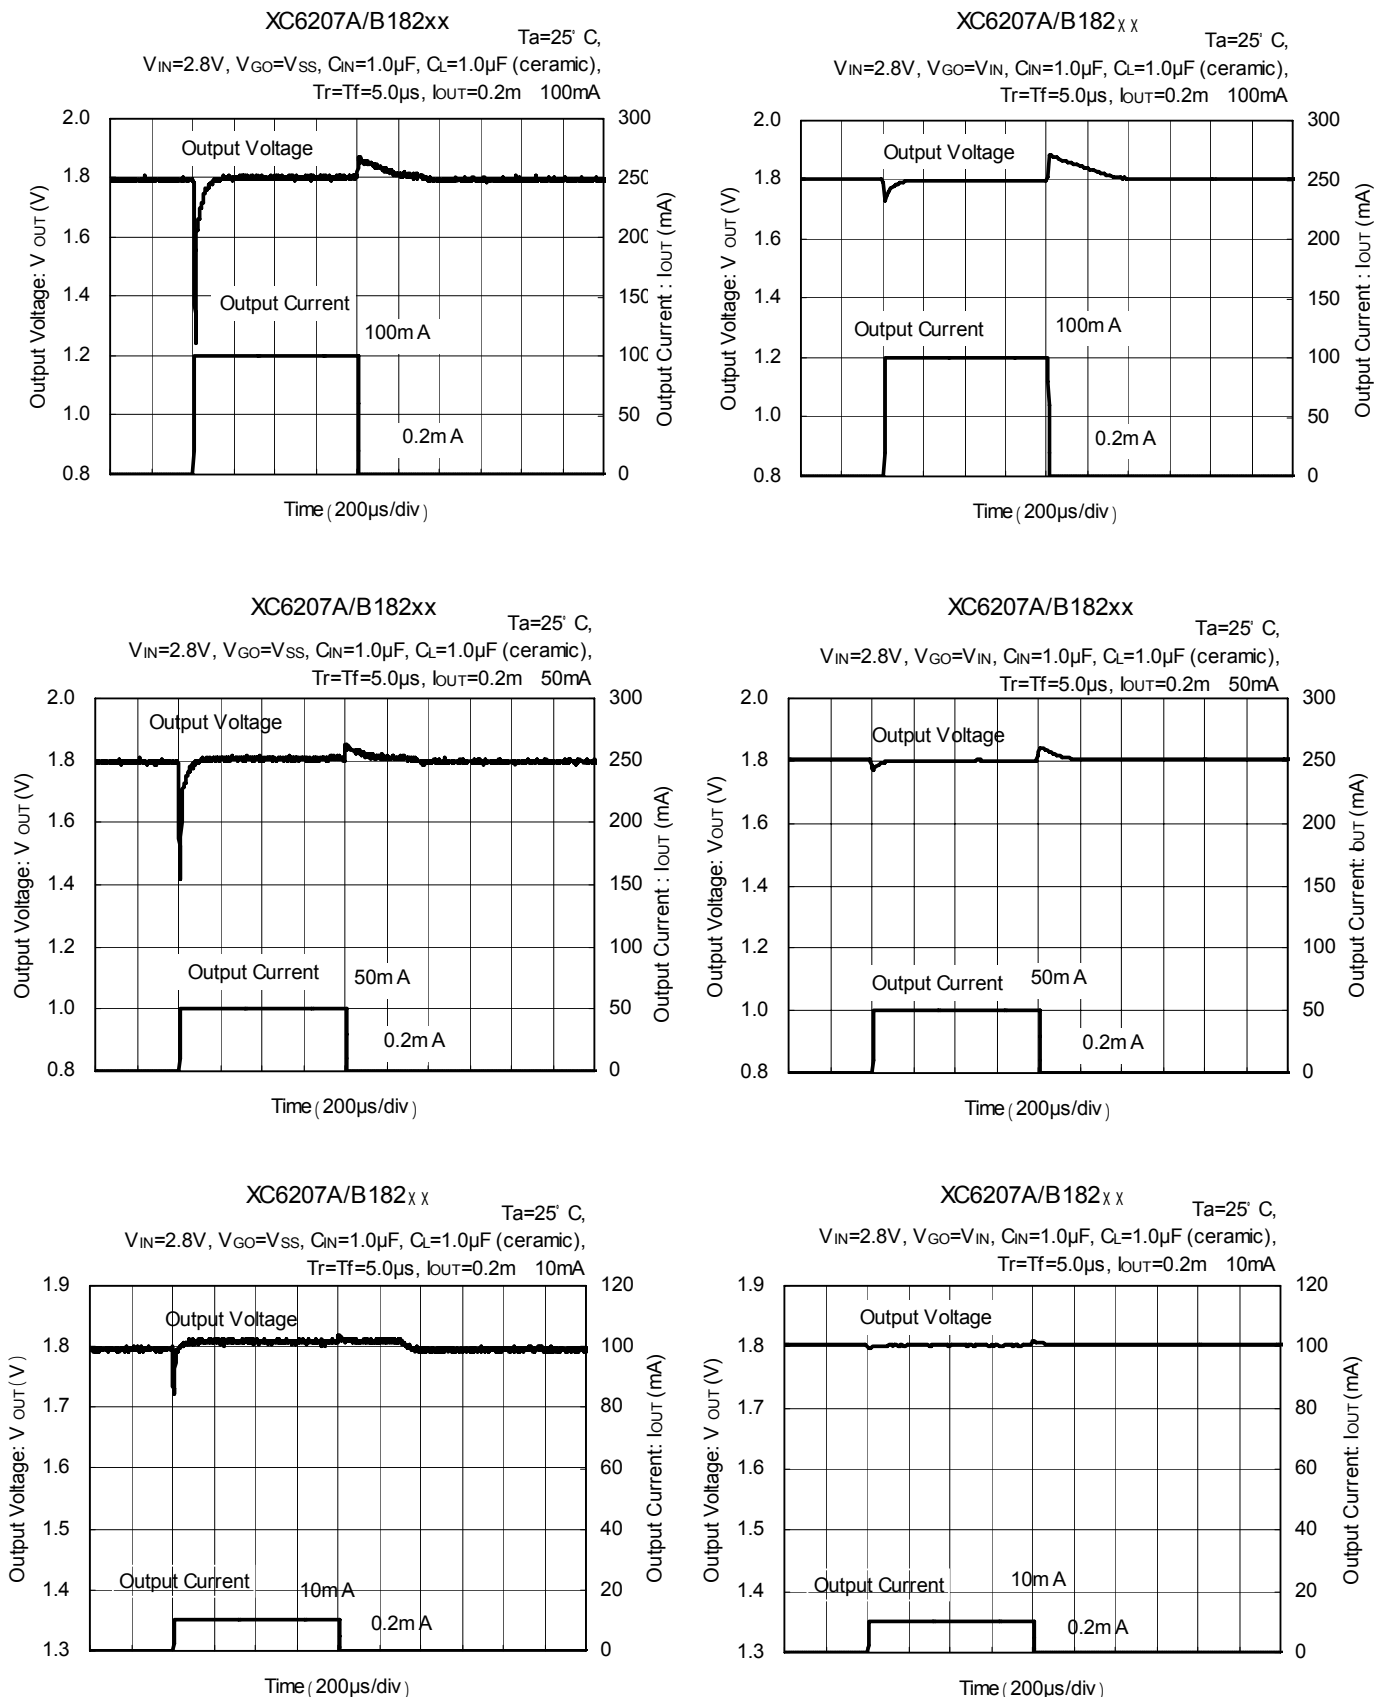 XC6207A/B182xx
Ta=25° C,
VIN=2.8V, VGO=VSS, CIN=1.0µF, CL=1.0µF (ceramic),
Tr=Tf=5.0µs, IOUT=0.2m 100mA
2.0
1.8
1.6
1.4
1.2
1.0
0.8
Output Voltage: V OUT (V)
Output Voltage
Output Current
100mA
0.2mA
300
250
200
150
100
50
0
Output Current : IOUT (mA)
Time(200µs/div)
XC6207A/B182xx
Ta=25° C,
VIN=2.8V, VGO=VIN, CIN=1.0µF, CL=1.0µF (ceramic),
Tr=Tf=5.0µs, IOUT=0.2m 100mA
2.0
1.8
1.6
1.4
1.2
1.0
0.8
Output Voltage: V OUT (V)
Output Voltage
Output Current
100mA
0.2mA
300
250
200
150
100
50
0
Output Current : IOUT (mA)
Time(200µs/div)
XC6207A/B182xx
Ta=25° C,
VIN=2.8V, VGO=VSS, CIN=1.0µF, CL=1.0µF (ceramic),
Tr=Tf=5.0µs, IOUT=0.2m 50mA
2.0
1.8
1.6
1.4
1.2
1.0
0.8
Output Voltage: V OUT (V)
Output Voltage
Output Current
50mA
0.2mA
300
250
200
150
100
50
0
Output Current : IOUT (mA)
Time(200µs/div)
XC6207A/B182xx
Ta=25° C,
VIN=2.8V, VGO=VIN, CIN=1.0µF, CL=1.0µF (ceramic),
Tr=Tf=5.0µs, IOUT=0.2m 50mA
2.0
1.8
1.6
1.4
1.2
1.0
0.8
Output Voltage: VOUT (V)
Output Voltage
Output Current
50mA
0.2mA
300
250
200
150
100
50
0
Output Current: IOUT (mA)
Time(200µs/div)
XC6207A/B182xx
Ta=25° C,
VIN=2.8V, VGO=VSS, CIN=1.0µF, CL=1.0µF (ceramic),
Tr=Tf=5.0µs, IOUT=0.2m 10mA
1.9
1.8
1.7
1.6
1.5
1.4
1.3
Output Voltage: V OUT (V)
Output Voltage
Output Current
10mA
0.2mA
120
100
80
60
40
20
0
Output Current: IOUT (mA)
Time(200µs/div)
XC6207A/B182xx
Ta=25° C,
VIN=2.8V, VGO=VIN, CIN=1.0µF, CL=1.0µF (ceramic),
Tr=Tf=5.0µs, IOUT=0.2m 10mA
1.9
1.8
1.7
1.6
1.5
1.4
1.3
Output Voltage: V OUT (V)
Output Voltage
Output Current
10mA
0.2mA
120
100
80
60
40
20
0
Output Current: IOUT (mA)
Time(200µs/div)